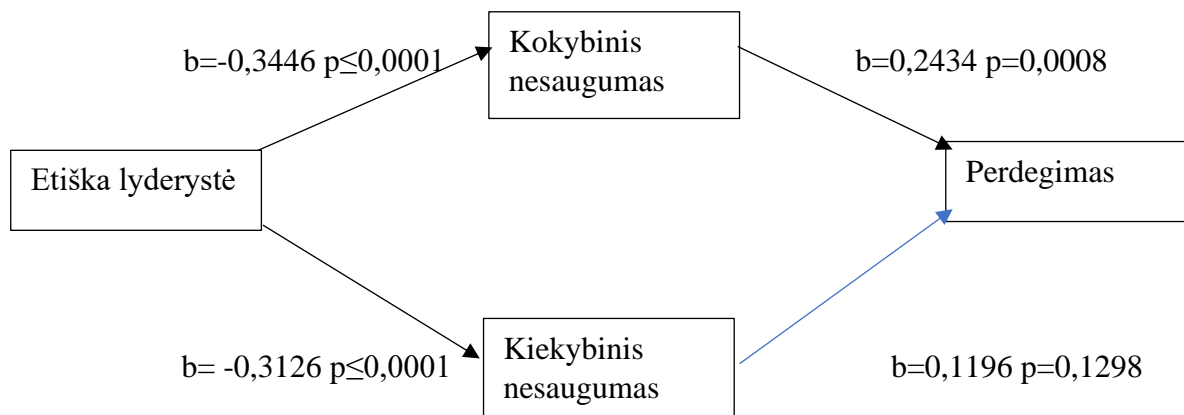 b=-0,3446 p≤0,0001
Kokybinis
nesaugumas
b=0,2434 p=0,0008
Etiška lyderystė
Perdegimas
b= -0,3126 p≤0,0001
Kiekybinis
nesaugumas
b=0,1196 p=0,1298